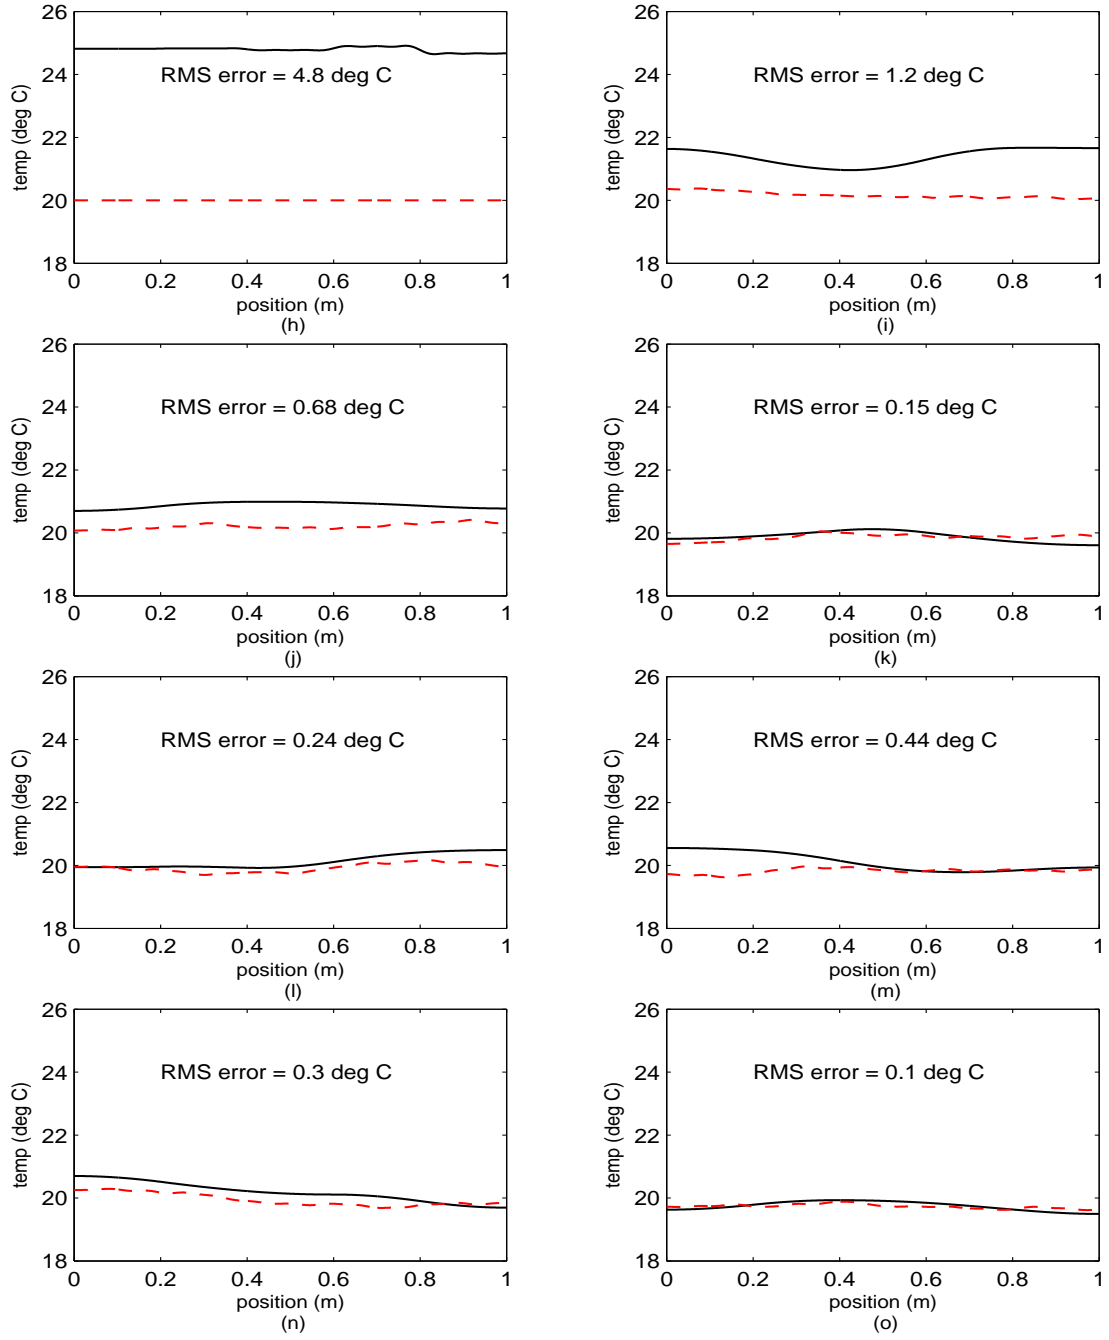 26
24
22
20
18
temp (deg C)
RMS error = 4.8 deg C
0 0.2 0.4 0.6 0.8 1
position (m)
(h)
26
24
22
20
18
temp (deg C)
RMS error = 1.2 deg C
0 0.2 0.4 0.6 0.8 1
position (m)
(i)
26
24
22
20
18
temp (deg C)
RMS error = 0.68 deg C
0 0.2 0.4 0.6 0.8 1
position (m)
(j)
26
24
22
20
18
temp (deg C)
RMS error = 0.15 deg C
0 0.2 0.4 0.6 0.8 1
position (m)
(k)
26
24
22
20
18
temp (deg C)
RMS error = 0.24 deg C
0 0.2 0.4 0.6 0.8 1
position (m)
(l)
26
24
22
20
18
temp (deg C)
RMS error = 0.44 deg C
0 0.2 0.4 0.6 0.8 1
position (m)
(m)
26
24
22
20
18
temp (deg C)
RMS error = 0.3 deg C
0 0.2 0.4 0.6 0.8 1
position (m)
(n)
26
24
22
20
18
temp (deg C)
RMS error = 0.1 deg C
0 0.2 0.4 0.6 0.8 1
position (m)
(o)